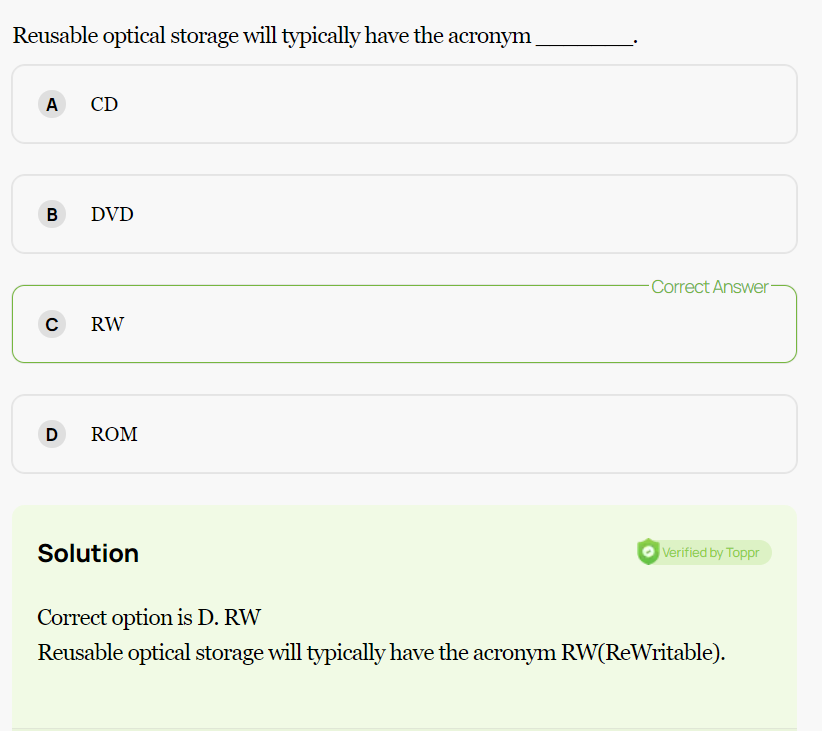 Reusable optical storage will typically have the acronym ________.
A CD
B DVD
Correct Answer
C RW
D ROM
Solution
Verified by Toppr
Correct option is D. RW
Reusable optical storage will typically have the acronym RW(ReWritable).